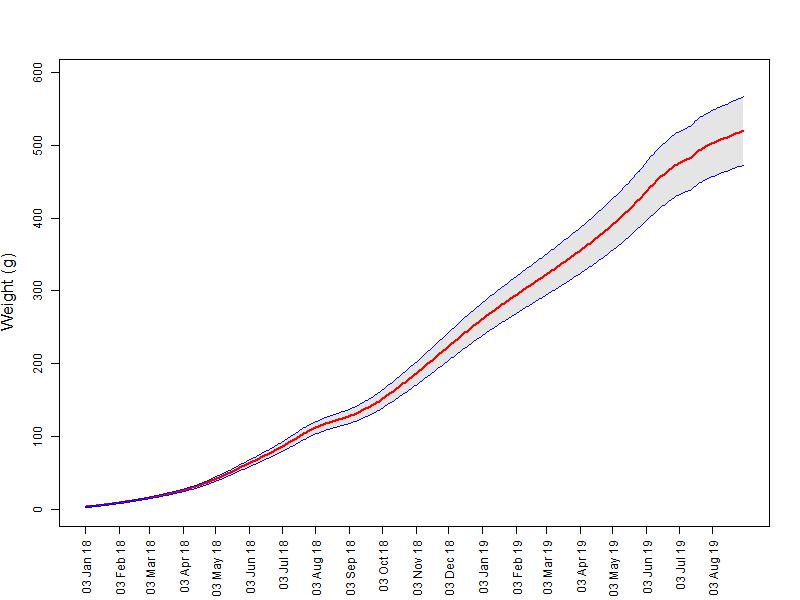 Weight (g)
600
500
400
300
200
100
0
03 Jan 18
03 Feb 18
03 Mar 18
03 Apr 18
03 May 18
03 Jun 18
03 Jul 18
03 Aug 18
03 Sep 18
03 Oct 18
03 Nov 18
03 Dec 18
03 Jan 19
03 Feb 19
03 Mar 19
03 Apr 19
03 May 19
03 Jun 19
03 Jul 19
03 Aug 19